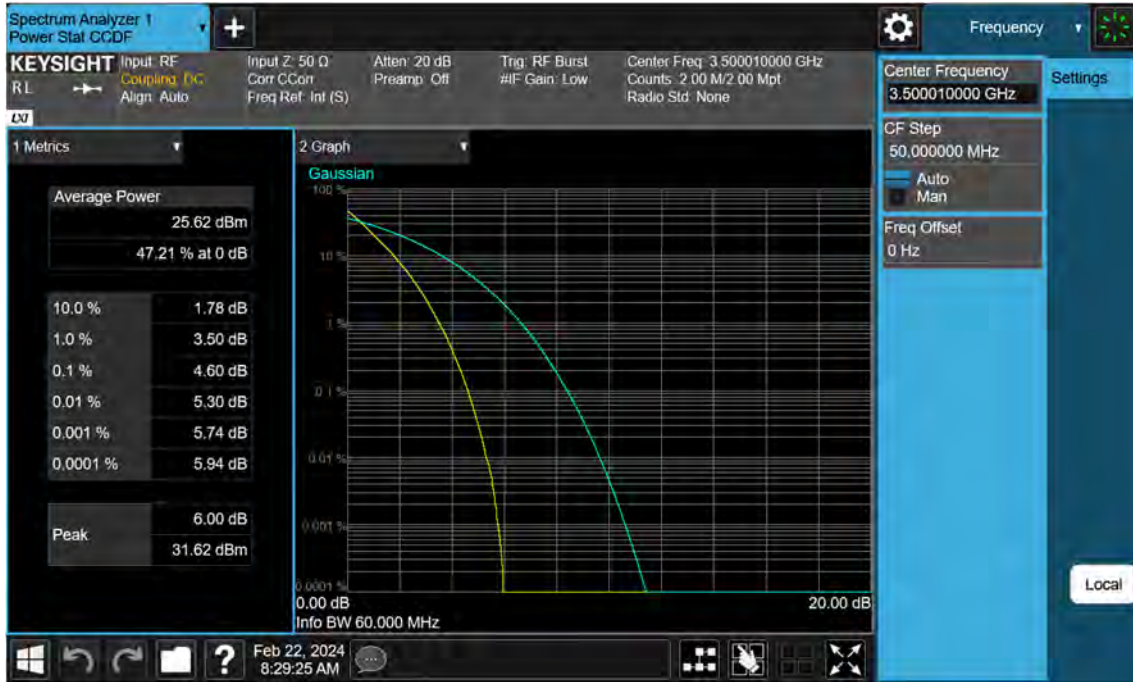 Spectrum Analyzer 1
Power Stat CCDF
Frequency
KEYSIGHT
RL
LXI
Input: RF
Coupling: DC
Align: Auto
Input Z: 50 Ω
Corr CCorr
Freq Ref: Int (S)
Atten: 20 dB
Preamp: Off
Trig: RF Burst
#IF Gain: Low
Center Freq: 3.500010000 GHz
Counts: 2.00 M/2.00 Mpt
Radio Std: None
Center Frequency
3.500010000 GHz
Settings
CF Step
50.000000 MHz
Auto
Man
Freq Offset
0 Hz
1 Metrics
Average Power
25.62 dBm
47.21 % at 0 dB
10.0 % 1.78 dB
1.0 % 3.50 dB
0.1 % 4.60 dB
0.01 % 5.30 dB
0.001 % 5.74 dB
0.0001 % 5.94 dB
Peak
6.00 dB
31.62 dBm
2 Graph
Gaussian
100 %
10 %
1 %
0.1 %
0.01 %
0.001 %
0.0001 %
0.00 dB 20.00 dB
Info BW 60.000 MHz
Local
?
Feb 22, 2024
8:29:25 AM